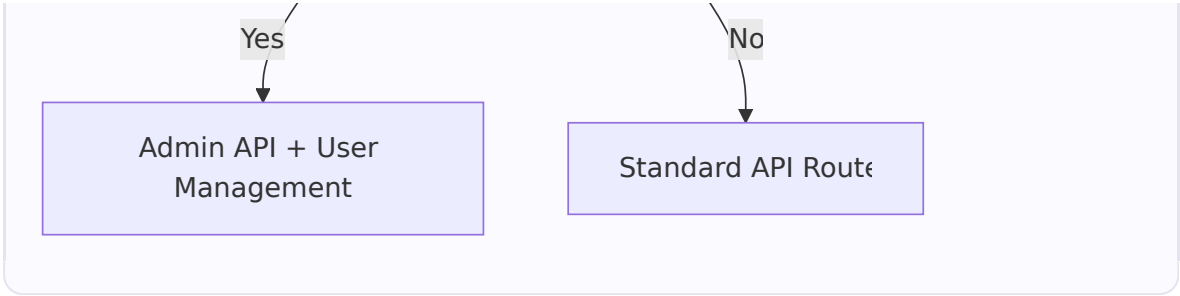 Yes
No
Admin API + User
Management
Standard API Route